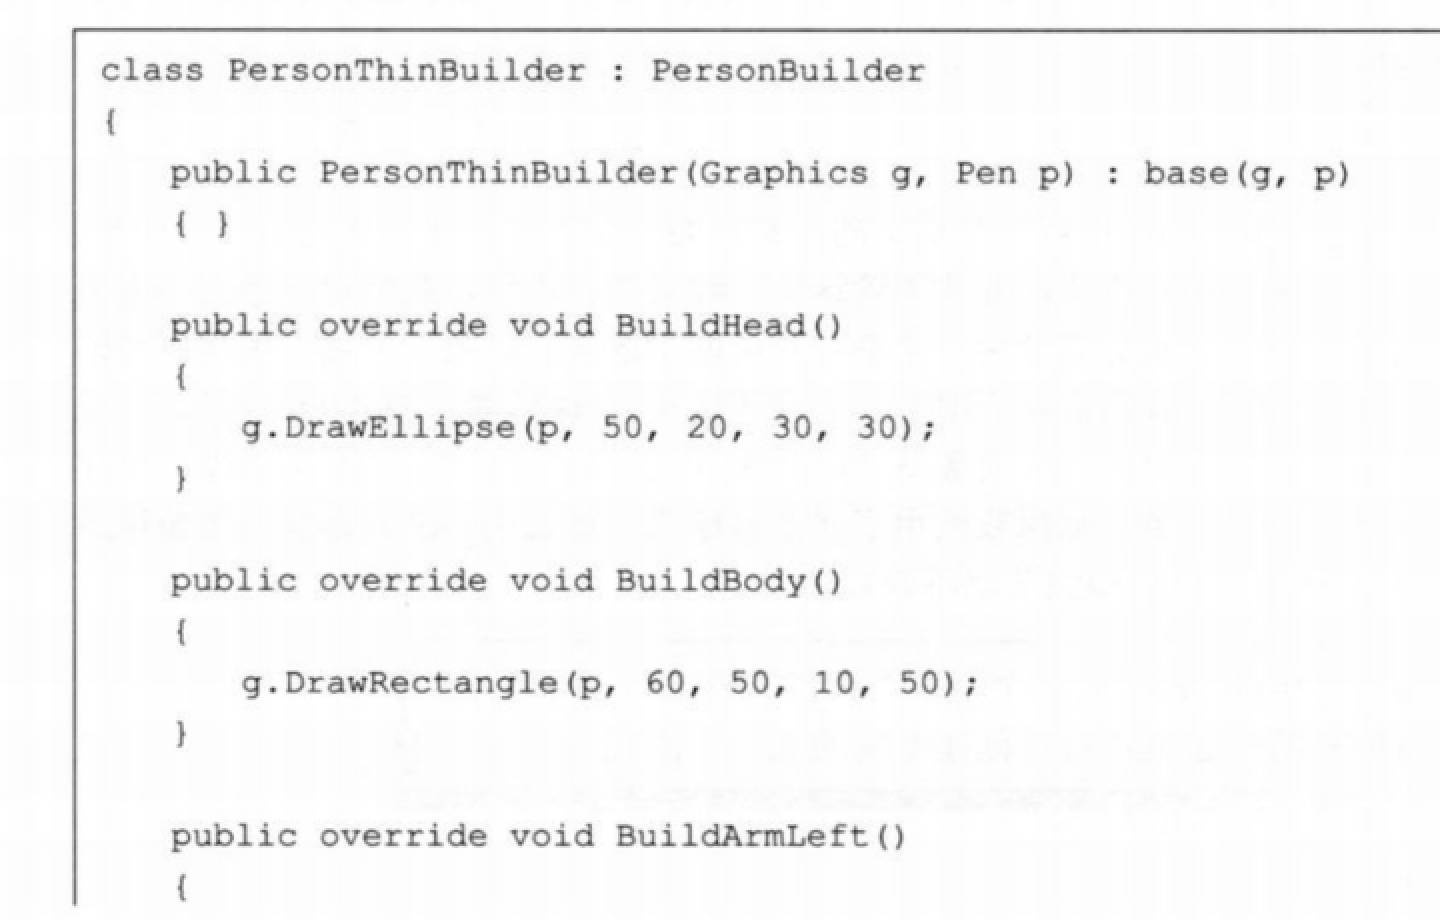 class PersonThinBuilder : PersonBuilder
{
public PersonThinBuilder(Graphics g, Pen p) : base(g, p)
{ }
public override void BuildHead()
{
g.DrawEllipse(p, 50, 20, 30, 30);
}
public override void BuildBody()
{
g.DrawRectangle(p, 60, 50, 10, 50);
}
public override void BuildArmLeft()
{